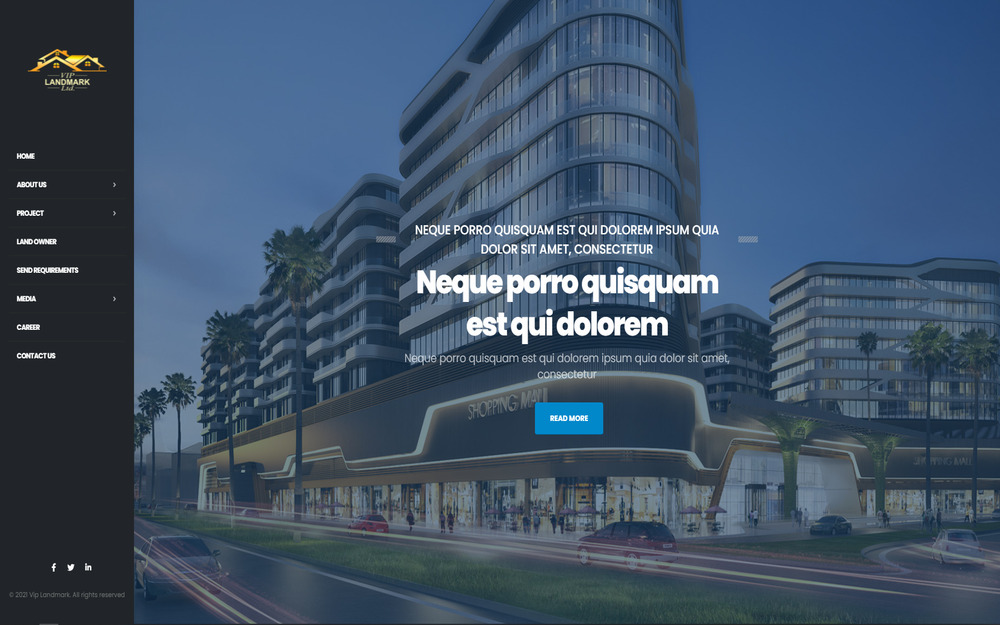 VIP
LANDMARK
Ltd.
HOME
ABOUT US
PROJECT
LAND OWNER
SEND REQUIREMENTS
MEDIA
CAREER
CONTACT US
© 2021 Vip Landmark. All rights reserved
NEQUE PORRO QUISQUAM EST QUI DOLOREM IPSUM QUIA
DOLOR SIT AMET, CONSECTETUR
Neque porro quisquam
est qui dolorem
Neque porro quisquam est qui dolorem ipsum quia dolor sit amet,
consectetur
SHOPPING MALL
READ MORE
SHOPPING MALL